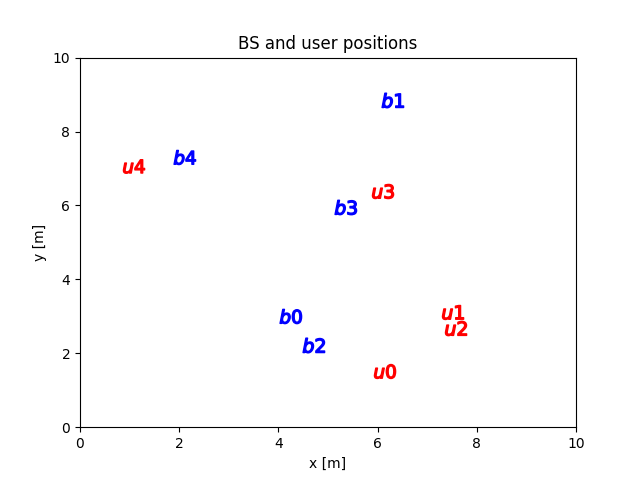 BS and user positions
10
8
6
4
2
0
y [m]
b1
u4
b4
u3
b3
b0
u1
u2
b2
u0
0 2 4 6 8 10
x [m]